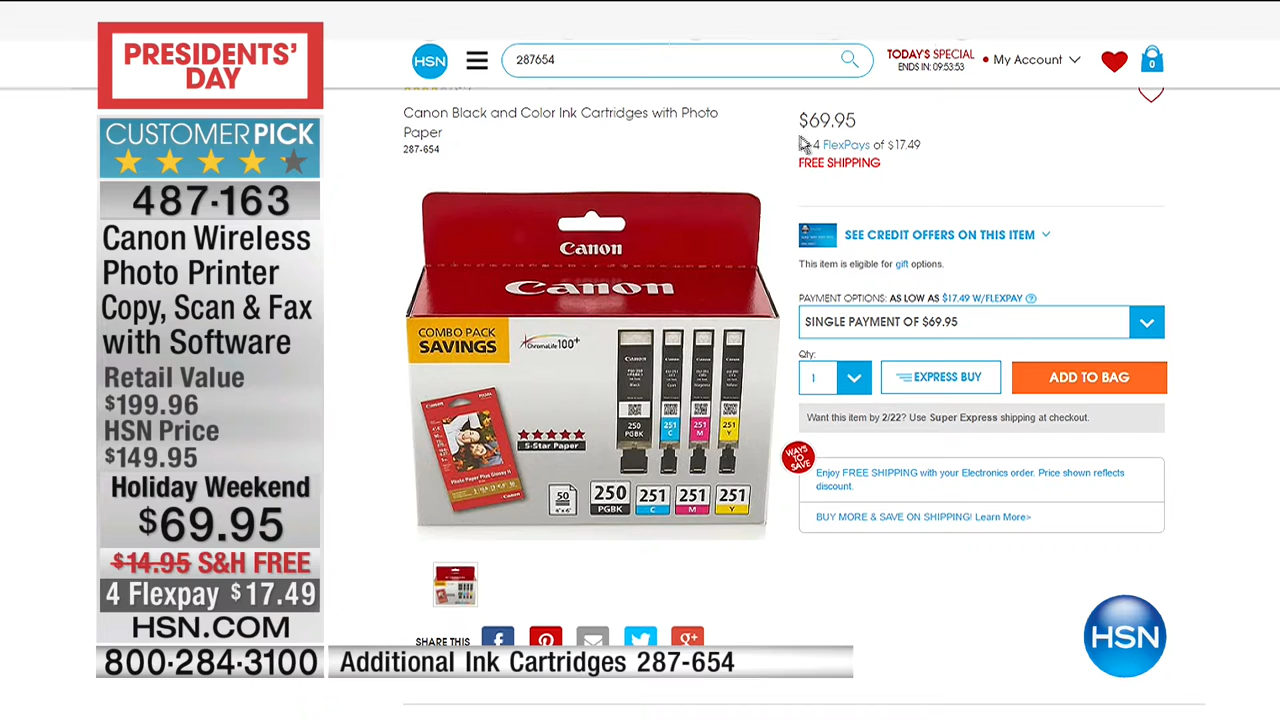 PRESIDENTS'
DAY
CUSTOMER PICK
487·163
Canon Wireless
Photo Printer
Copy, Scan & Fax
with Software
Retail Value
$199.96
HSN Price
$149.95
Holiday Weekend
$69.95
$14.95 S&H FREE
4 Flexpay $17.49
HSN.COM
800·284·3100
Additional Ink Cartridges 287-654
HSN
287654
TODAY'S SPECIAL
ENDS IN: 09:53:53
My Account
0
Canon Black and Color Ink Cartridges with Photo
Paper
287-654
Canon
Canon
COMBO PACK
SAVINGS
ChromaLife 100+
Canon
Photo Paper Plus Glossy II
5-Star Paper
250
PGBK
251
C
251
M
251
Y
50
4"x6"
250
PGBK
251
C
251
M
251
Y
SHARE THIS
$69.95
4 FlexPays of $17.49
FREE SHIPPING
SEE CREDIT OFFERS ON THIS ITEM
This item is eligible for gift options.
PAYMENT OPTIONS: AS LOW AS $17.49 W/FLEXPAY ?
SINGLE PAYMENT OF $69.95
Qty:
1
EXPRESS BUY
ADD TO BAG
Want this item by 2/22? Use Super Express shipping at checkout.
WAYS
TO
SAVE
Enjoy FREE SHIPPING with your Electronics order. Price shown reflects
discount.
BUY MORE & SAVE ON SHIPPING! Learn More>
HSN